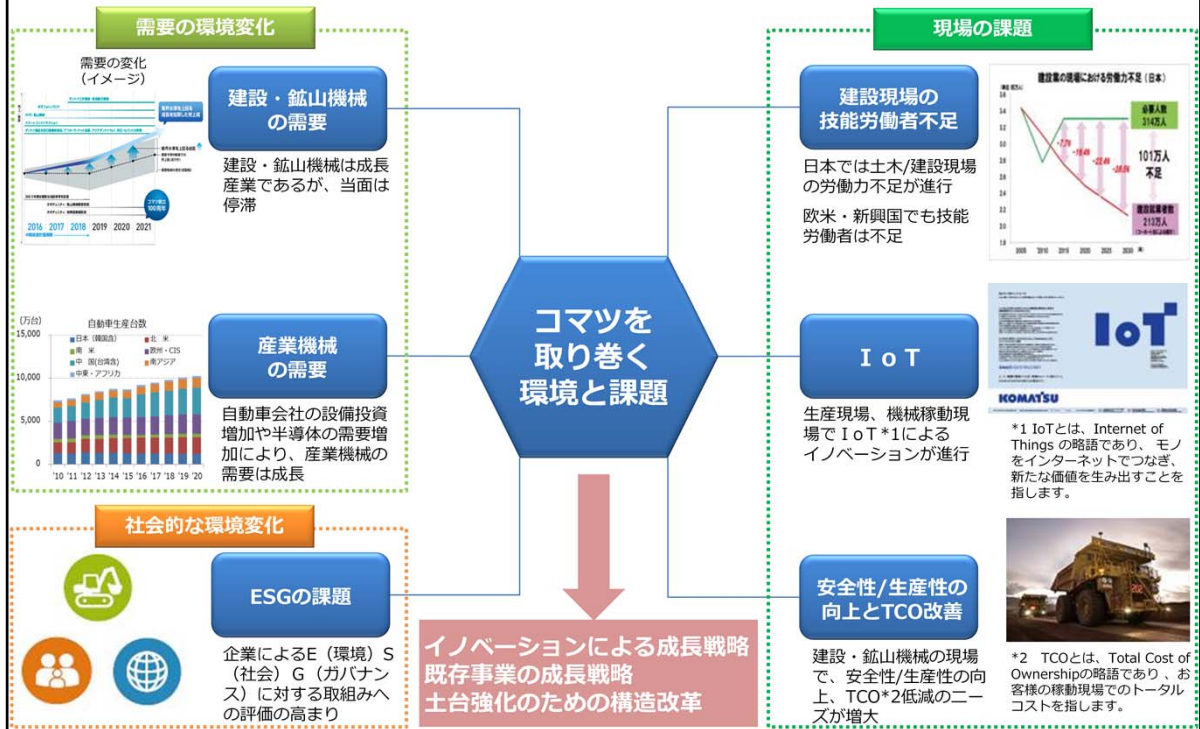 需要の環境変化
需要の変化
(イメージ)
2016 2017 2018 2019 2020 2021
建設・鉱山機械
の需要
建設・鉱山機械は成長
産業であるが、当面は
停滞
(万台)
自動車生産台数
15,000
10,000
5,000
0
日本（韓国含）
北 米
南 米
欧州・CIS
中 国(台湾含)
南アジア
中東・アフリカ
'10 '11 '12 '13 '14 '15 '16 '17 '18 '19 '20
産業機械
の需要
自動車会社の設備投資
増加や半導体の需要増
加により、産業機械の
需要は成長
社会的な環境変化
ESGの課題
企業によるE（環境）S
（社会）G（ガバナン
ス）に対する取組みへ
の評価の高まり
コマツを
取り巻く
環境と課題
イノベーションによる成長戦略
既存事業の成長戦略
土台強化のための構造改革
現場の課題
建設現場の
技能労働者不足
日本では土木/建設現場
の労働力不足が進行
欧米・新興国でも技能
労働者は不足
建設業の現場における労働力不足（日本）
3.6
3.4
3.2
3.0
2.8
2.6
2.4
2.2
2.0
1.8
2005 '2010 2015 2020 2025 2030
必要人数
314万人
101万人
不足
建設就業者数
213万人
ＩｏＴ
生産現場、機械稼動現
場でＩｏＴ*1による
イノベーションが進行
IoT
KOMATSU
*1 IoTとは、Internet of
Things の略語であり、 モノ
をインターネットでつなぎ、
新たな価値を生み出すことを
指します。
安全性/生産性の
向上とTCO改善
建設・鉱山機械の現場
で、安全性/生産性の向
上、TCO*2低減のニー
ズが増大
*2 TCOとは、Total Cost of
Ownershipの略語であり 、お
客様の稼動現場でのトータル
コストを指します。